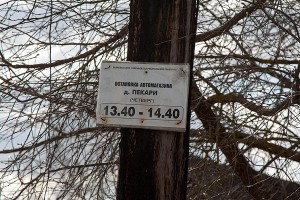 ОСТАНОВКА АВТОМАГАЗИНА
д. ПЕКАРИ
(ЧЕТВЕРГ)
13.40 - 14.40